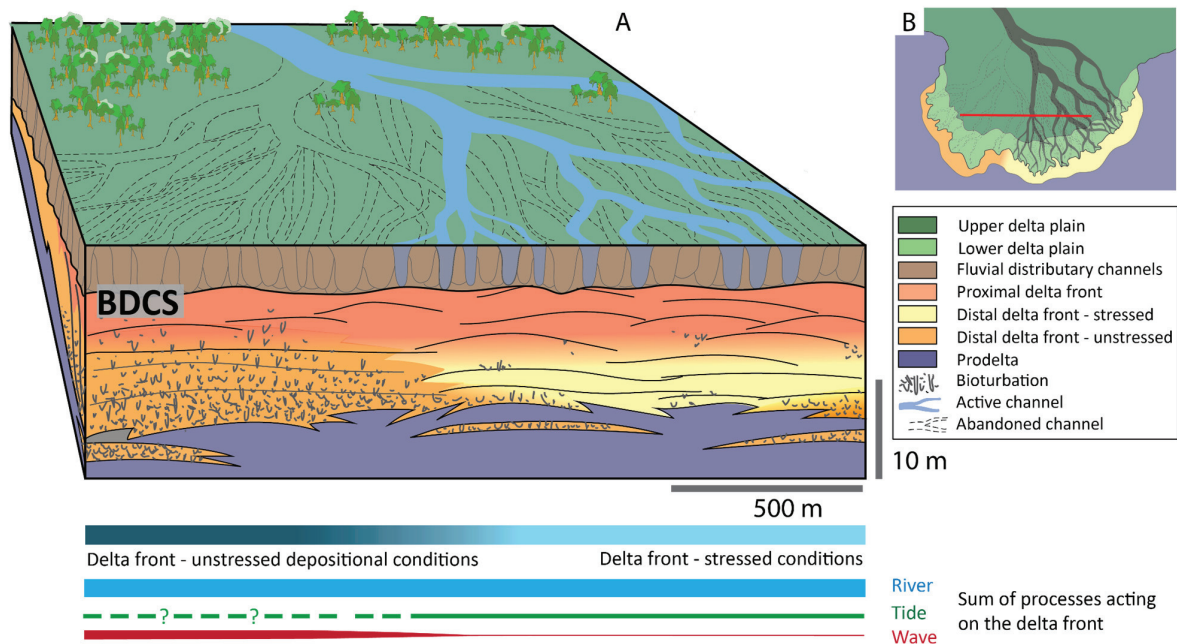 A
B
BDCS
Upper delta plain
Lower delta plain
Fluvial distributary channels
Proximal delta front
Distal delta front - stressed
Distal delta front - unstressed
Prodelta
Bioturbation
Active channel
Abandoned channel
10 m
500 m
Delta front - unstressed depositional conditions
Delta front - stressed conditions
River
Tide
Wave
Sum of processes acting
on the delta front
? ?